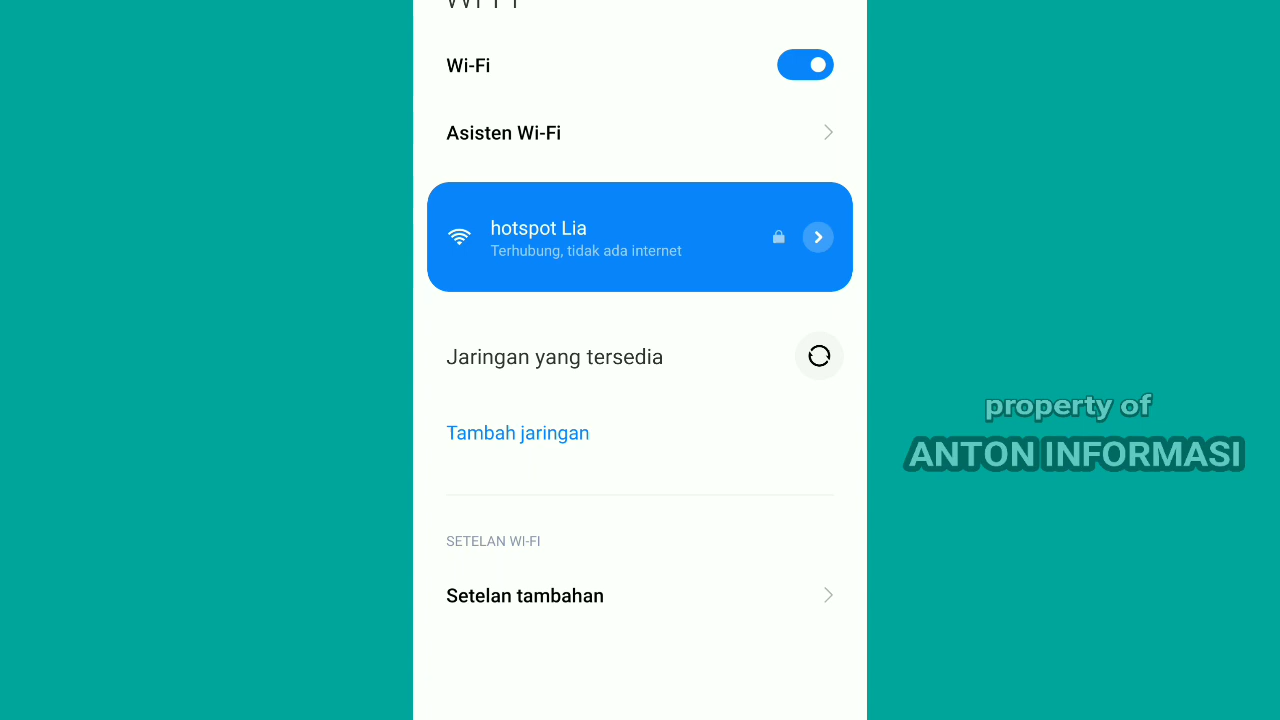 Wi-Fi
Asisten Wi-Fi
hotspot Lia
Terhubung, tidak ada internet
Jaringan yang tersedia
Tambah jaringan
SETELAN WI-FI
Setelan tambahan
property of
ANTON INFORMASI